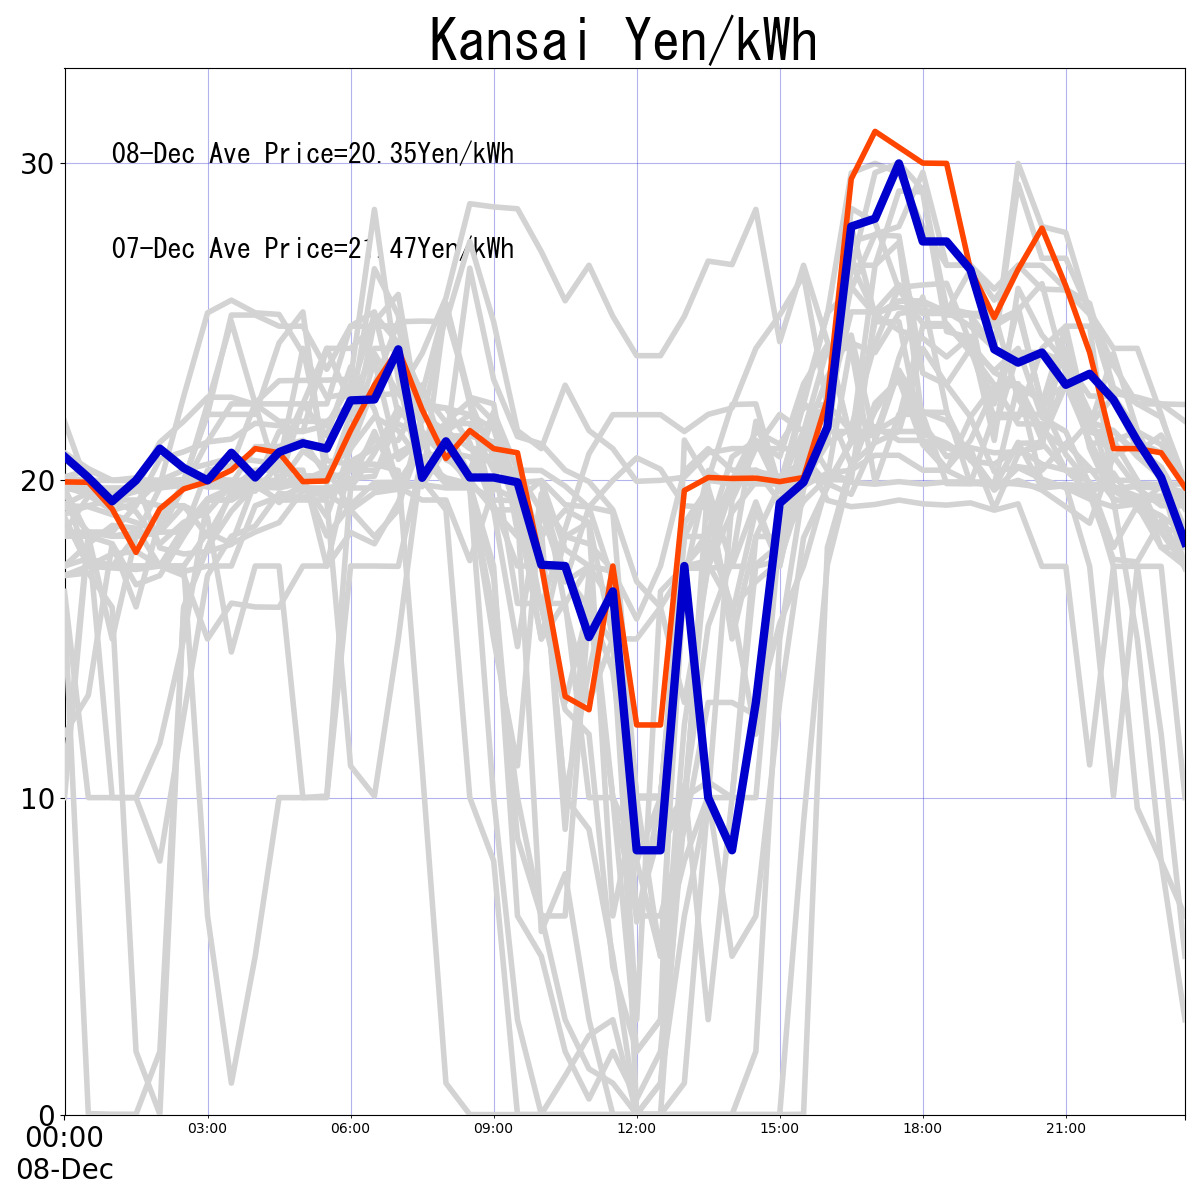 Kansai Yen/kWh
08-Dec Ave Price=20.35Yen/kWh
07-Dec Ave Price=21.47Yen/kWh
30
20
10
0
00:00 03:00 06:00 09:00 12:00 15:00 18:00 21:00
08-Dec